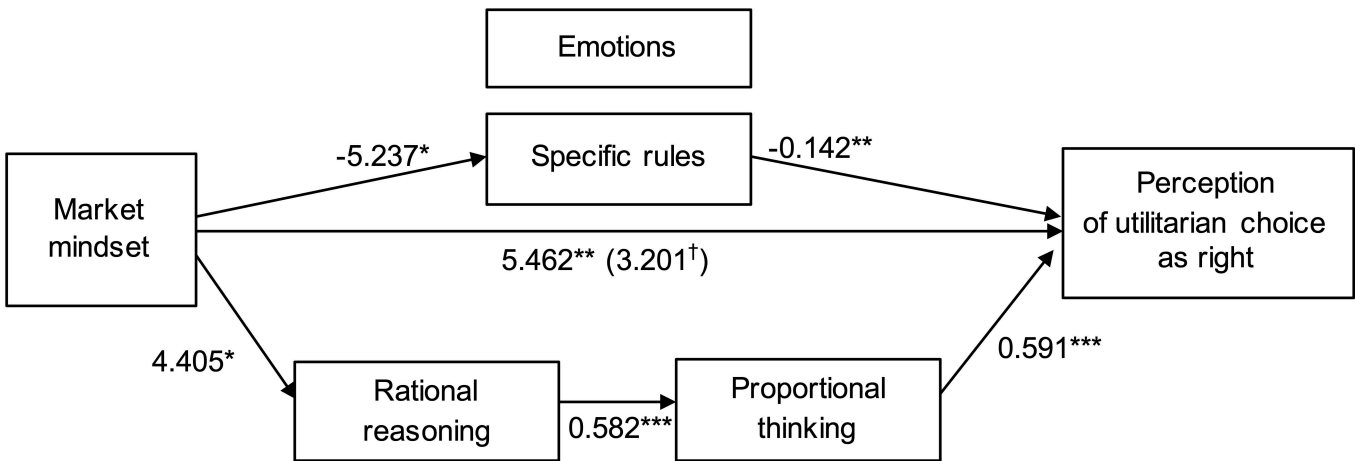 Emotions
-5.237*
Specific rules
-0.142**
Market
mindset
Perception
of utilitarian choice
as right
5.462** (3.201†)
4.405*
Rational
reasoning
0.582***
Proportional
thinking
0.591***